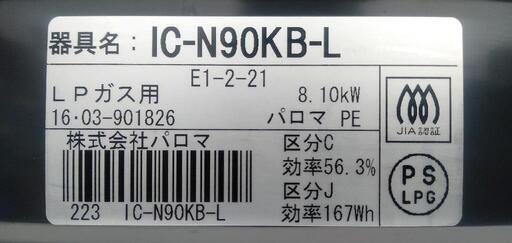 器具名：IC-N90KB-L
E1-2-21
LPガス用 8.10kW
16･03-901826 パロマ PE
株式会社パロマ
区分C
効率56.3%
区分J
効率167Wh
223 IC-N90KB-L
JIA認証
PS
LPG